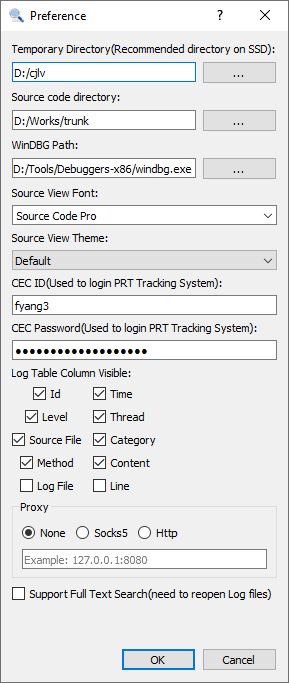 Preference
?
Temporary Directory(Recommended directory on SSD):
D:/cjlv
...
Source code directory:
D:/Works/trunk
...
WinDBG Path:
D:/Tools/Debuggers-x86/windbg.exe
...
Source View Font:
Source Code Pro
Source View Theme:
Default
CEC ID(Used to login PRT Tracking System):
fyang3
CEC Password(Used to login PRT Tracking System):
●●●●●●●●●●●●●●●●●●●
Log Table Column Visible:
Id Time
Level Thread
Source File Category
Method Content
Log File Line
Proxy
None Socks5 Http
Example: 127.0.0.1:8080
Support Full Text Search(need to reopen Log files)
OK Cancel